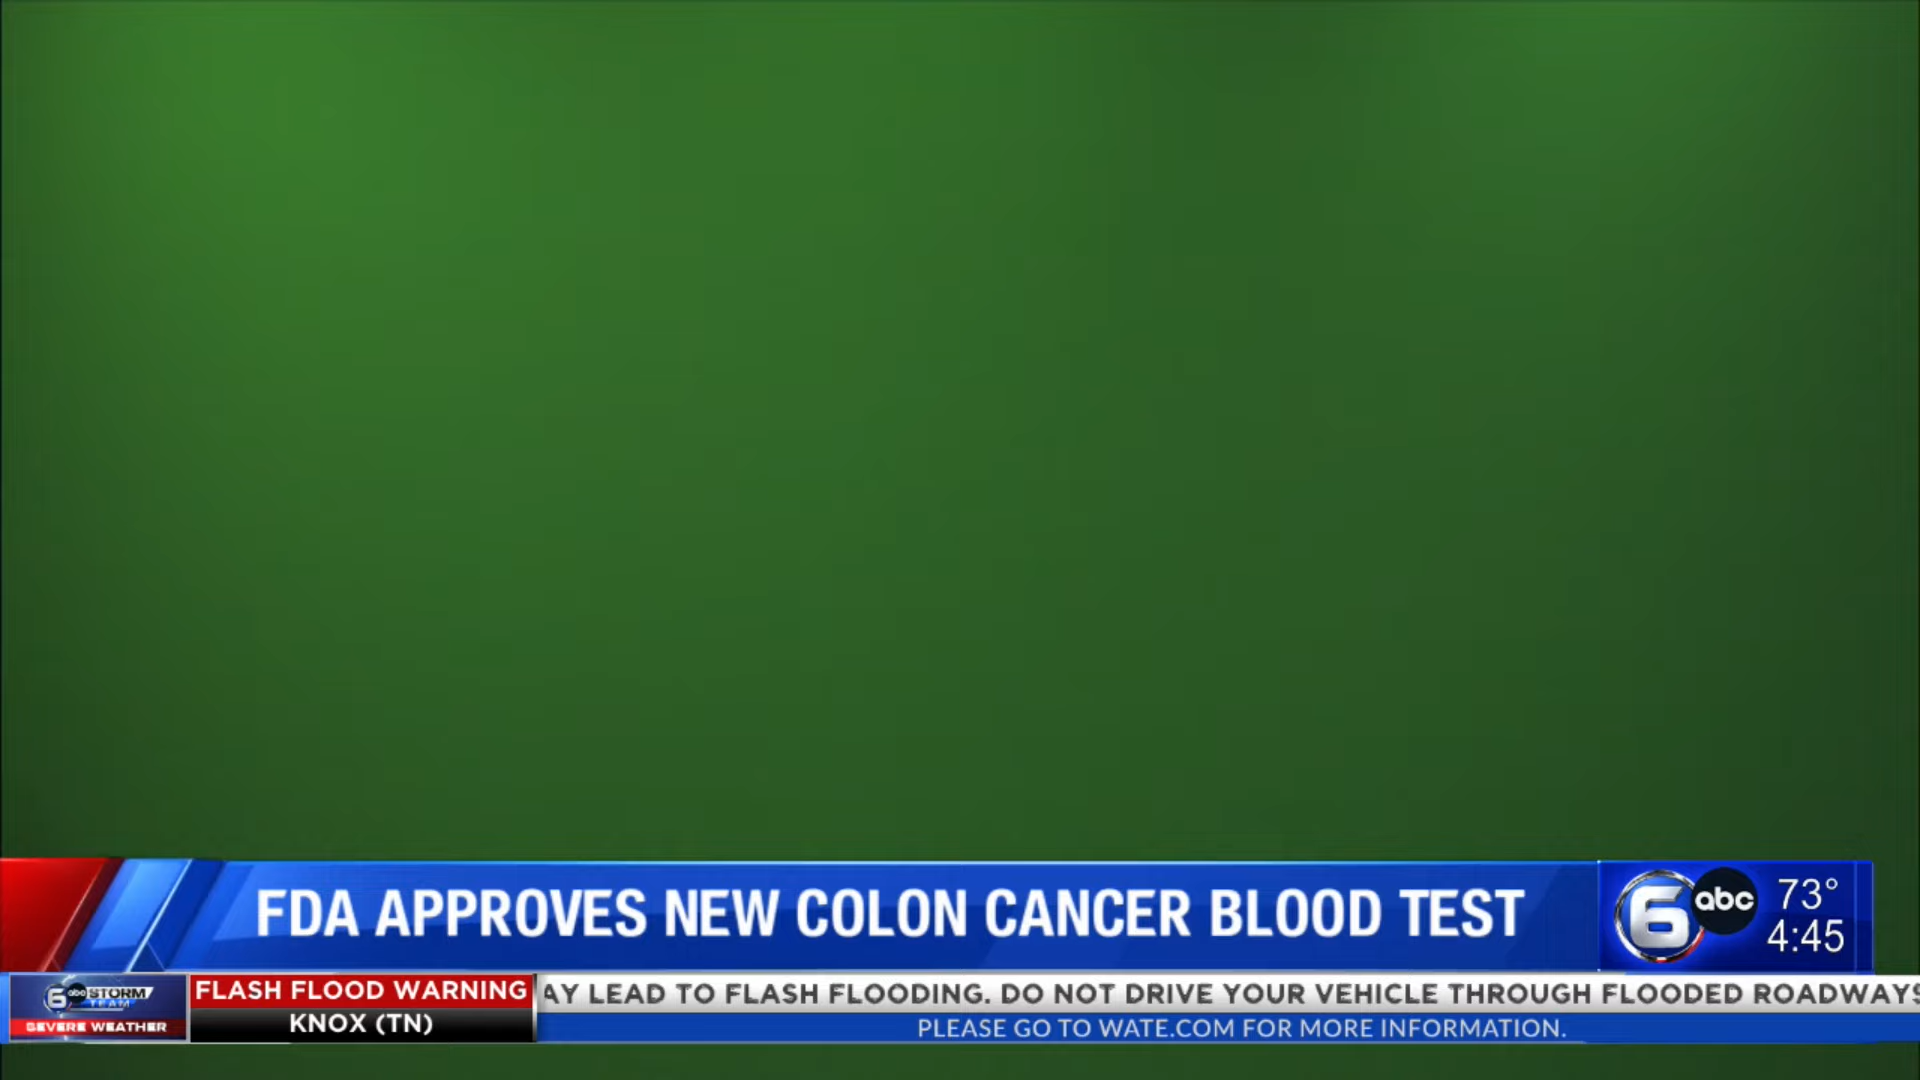 FDA APPROVES NEW COLON CANCER BLOOD TEST
6 abc
73°
4:45
6 abc STORM
TEAM
SEVERE WEATHER
FLASH FLOOD WARNING
KNOX (TN)
AY LEAD TO FLASH FLOODING. DO NOT DRIVE YOUR VEHICLE THROUGH FLOODED ROADWAYS
PLEASE GO TO WATE.COM FOR MORE INFORMATION.